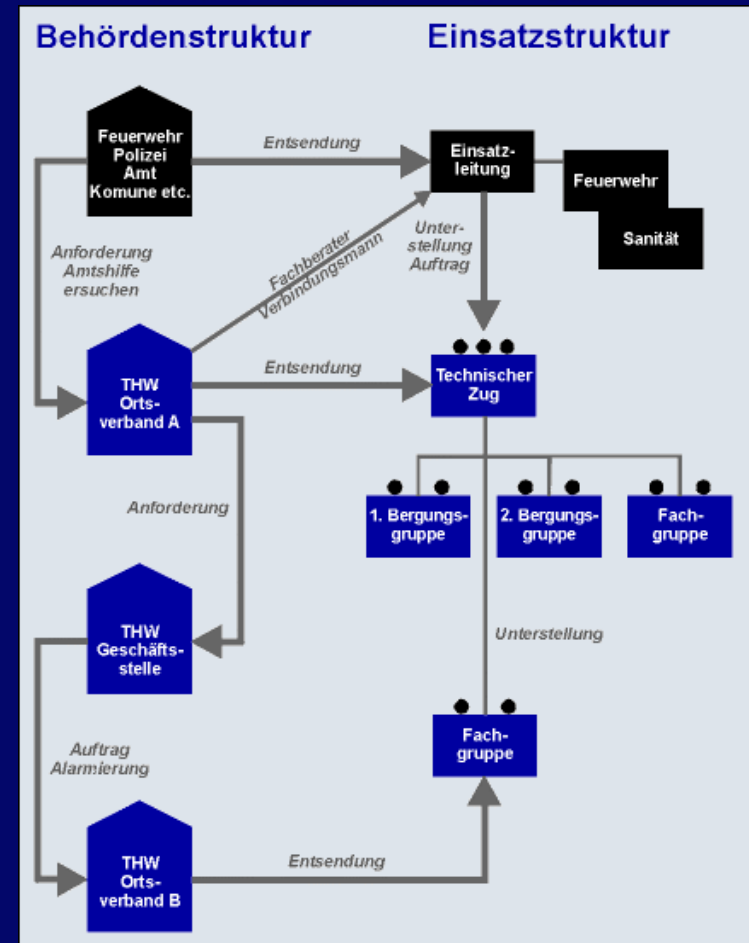 Behördenstruktur
Einsatzstruktur
Feuerwehr
Polizei
Amt
Komune etc.
Entsendung
Einsatz-
leitung
Feuerwehr
Sanität
Anforderung
Amtshilfe
ersuchen
Fachberater
Verbindungsmann
Unter-
stellung
Auftrag
THW
Orts-
verband A
Entsendung
Technischer
Zug
1. Bergungs-
gruppe
2. Bergungs-
gruppe
Fach-
gruppe
Anforderung
THW
Geschäfts-
stelle
Unterstellung
Auftrag
Alarmierung
Fach-
gruppe
THW
Orts-
verband B
Entsendung